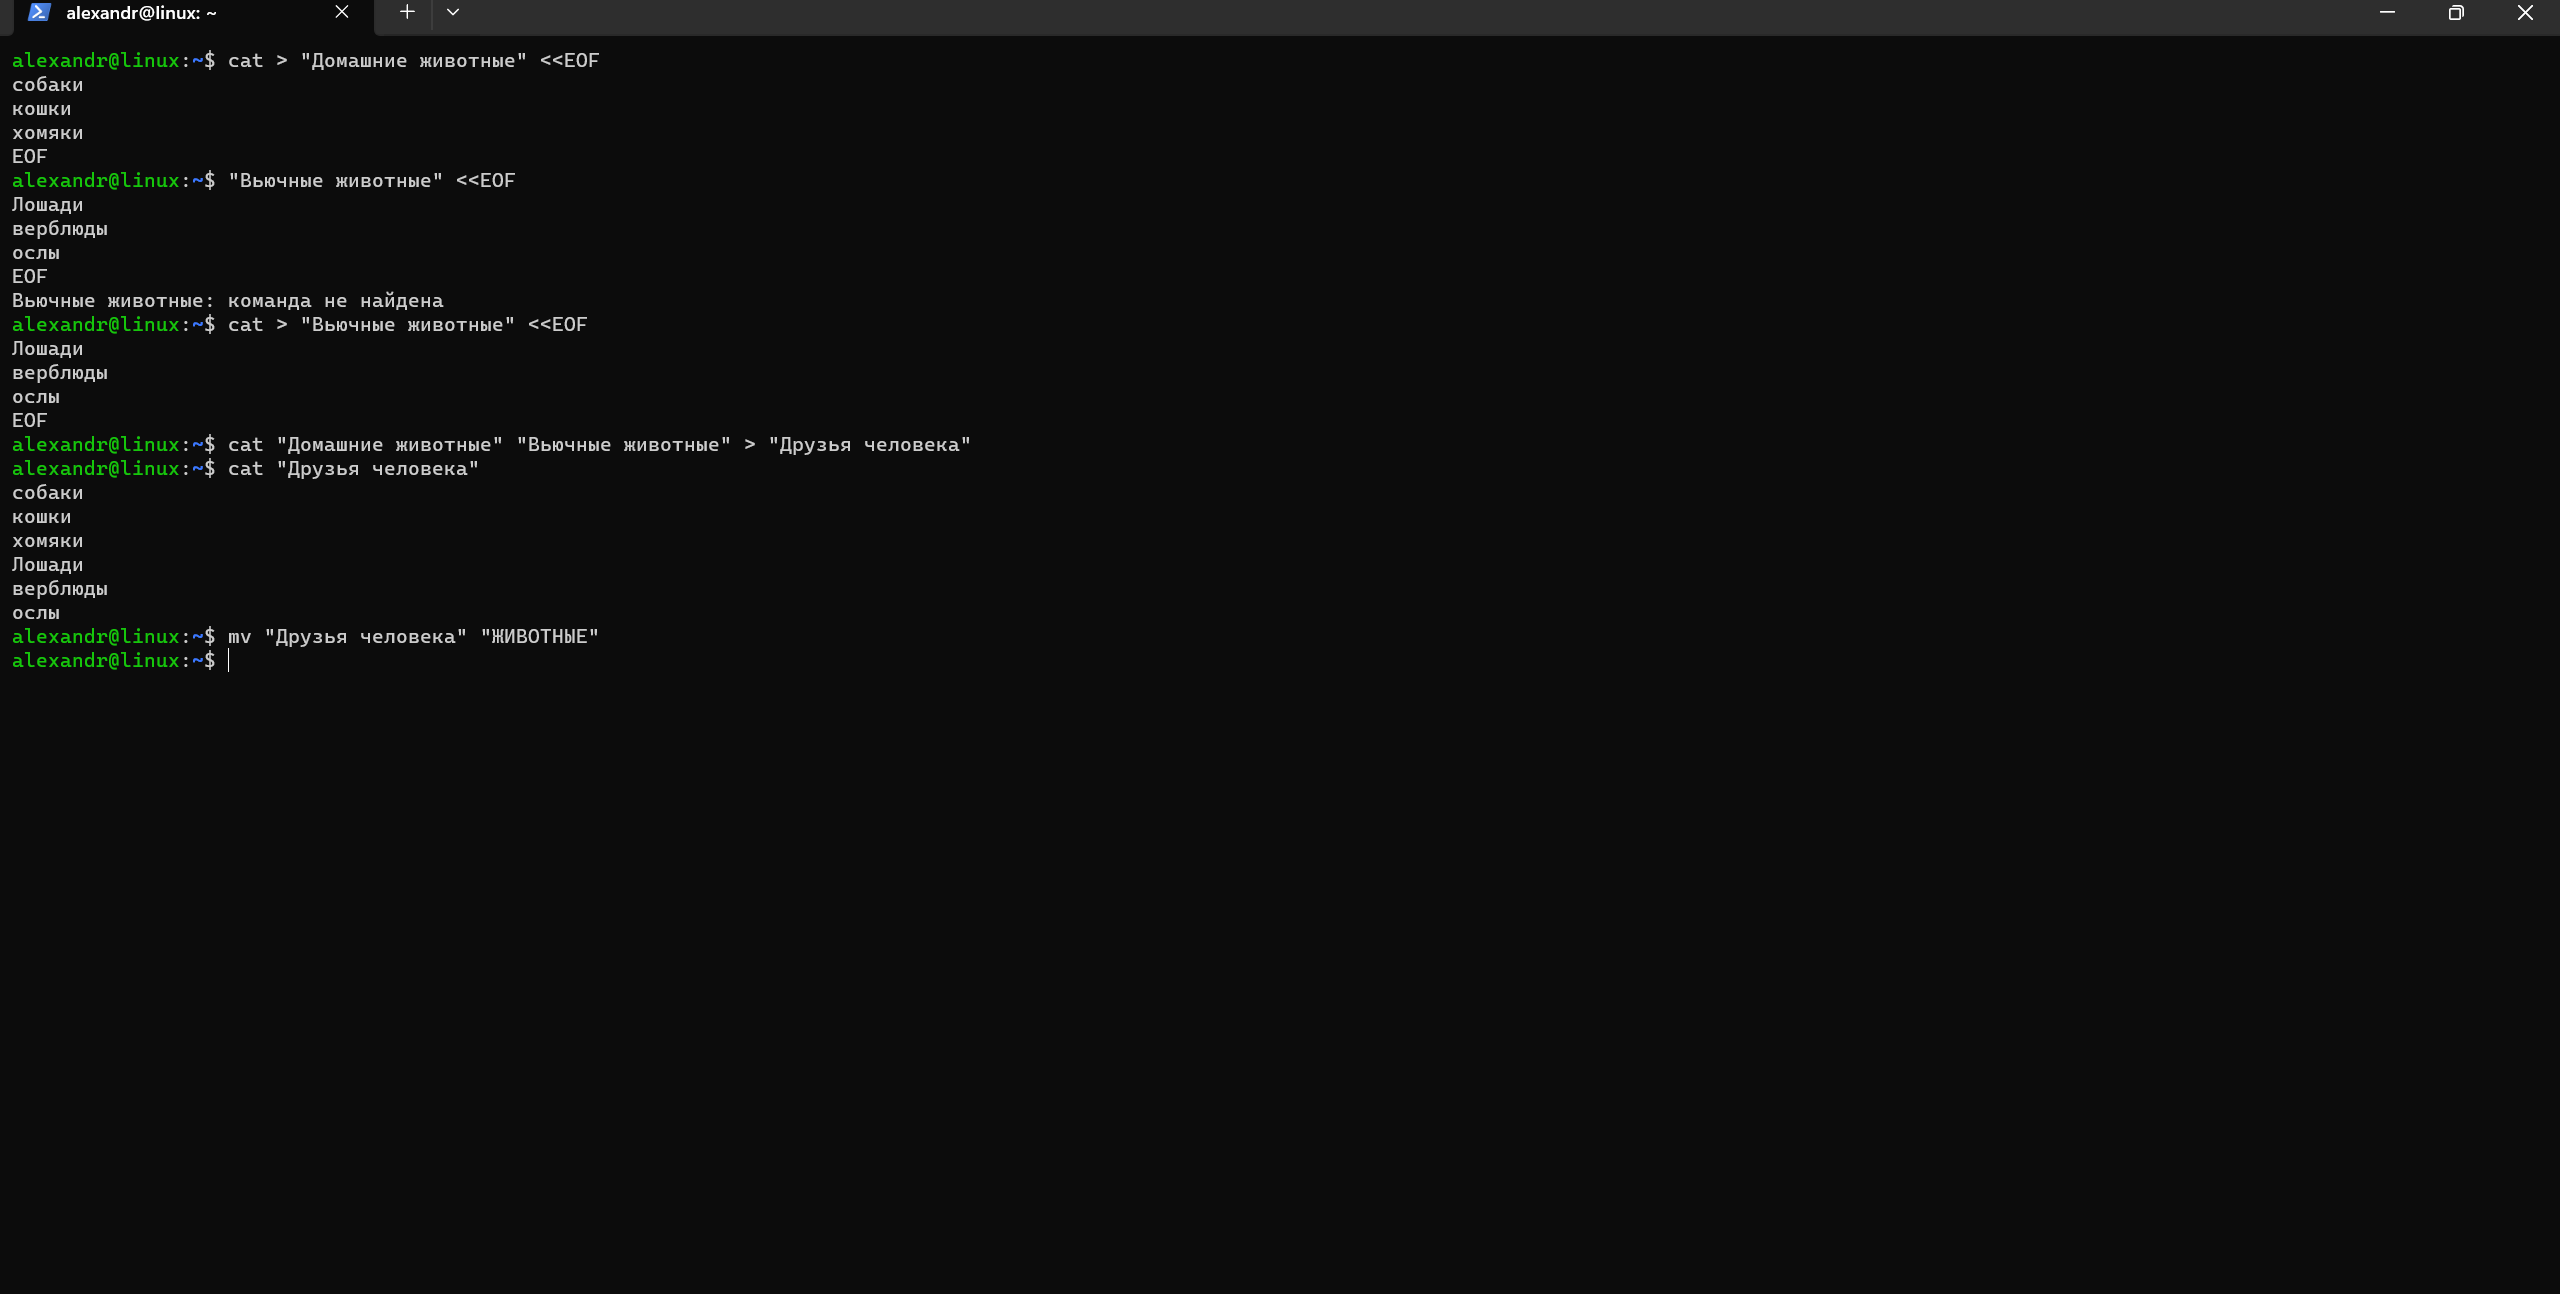 alexandr@linux: ~
alexandr@linux:~$ cat > "Домашние животные" <<EOF
собаки
кошки
хомяки
EOF
alexandr@linux:~$ "Вьючные животные" <<EOF
Лошади
верблюды
ослы
EOF
Вьючные животные: команда не найдена
alexandr@linux:~$ cat > "Вьючные животные" <<EOF
Лошади
верблюды
ослы
EOF
alexandr@linux:~$ cat "Домашние животные" "Вьючные животные" > "Друзья человека"
alexandr@linux:~$ cat "Друзья человека"
собаки
кошки
хомяки
Лошади
верблюды
ослы
alexandr@linux:~$ mv "Друзья человека" "ЖИВОТНЫЕ"
alexandr@linux:~$